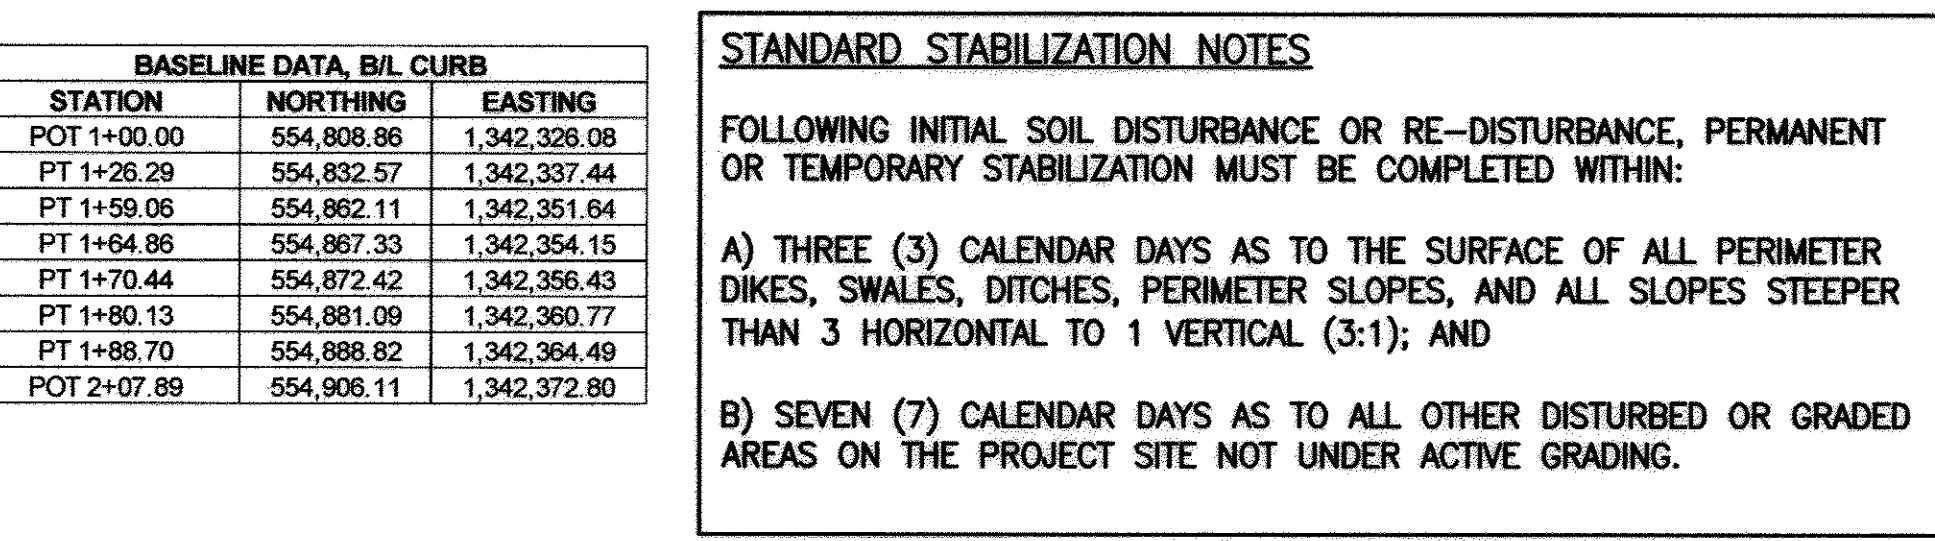 BASELINE DATA, B/L CURB
STATION NORTHING EASTING
POT 1+00.00 554,808.86 1,342,326.08
PT 1+26.29 554,832.57 1,342,337.44
PT 1+59.06 554,862.11 1,342,351.64
PT 1+64.86 554,867.33 1,342,354.15
PT 1+70.44 554,872.42 1,342,356.43
PT 1+80.13 554,881.09 1,342,360.77
PT 1+88.70 554,888.82 1,342,364.49
POT 2+07.89 554,906.11 1,342,372.80
STANDARD STABILIZATION NOTES
FOLLOWING INITIAL SOIL DISTURBANCE OR RE-DISTURBANCE, PERMANENT
OR TEMPORARY STABILIZATION MUST BE COMPLETED WITHIN:
A) THREE (3) CALENDAR DAYS AS TO THE SURFACE OF ALL PERIMETER
DIKES, SWALES, DITCHES, PERIMETER SLOPES, AND ALL SLOPES STEEPER
THAN 3 HORIZONTAL TO 1 VERTICAL (3:1); AND
B) SEVEN (7) CALENDAR DAYS AS TO ALL OTHER DISTURBED OR GRADED
AREAS ON THE PROJECT SITE NOT UNDER ACTIVE GRADING.